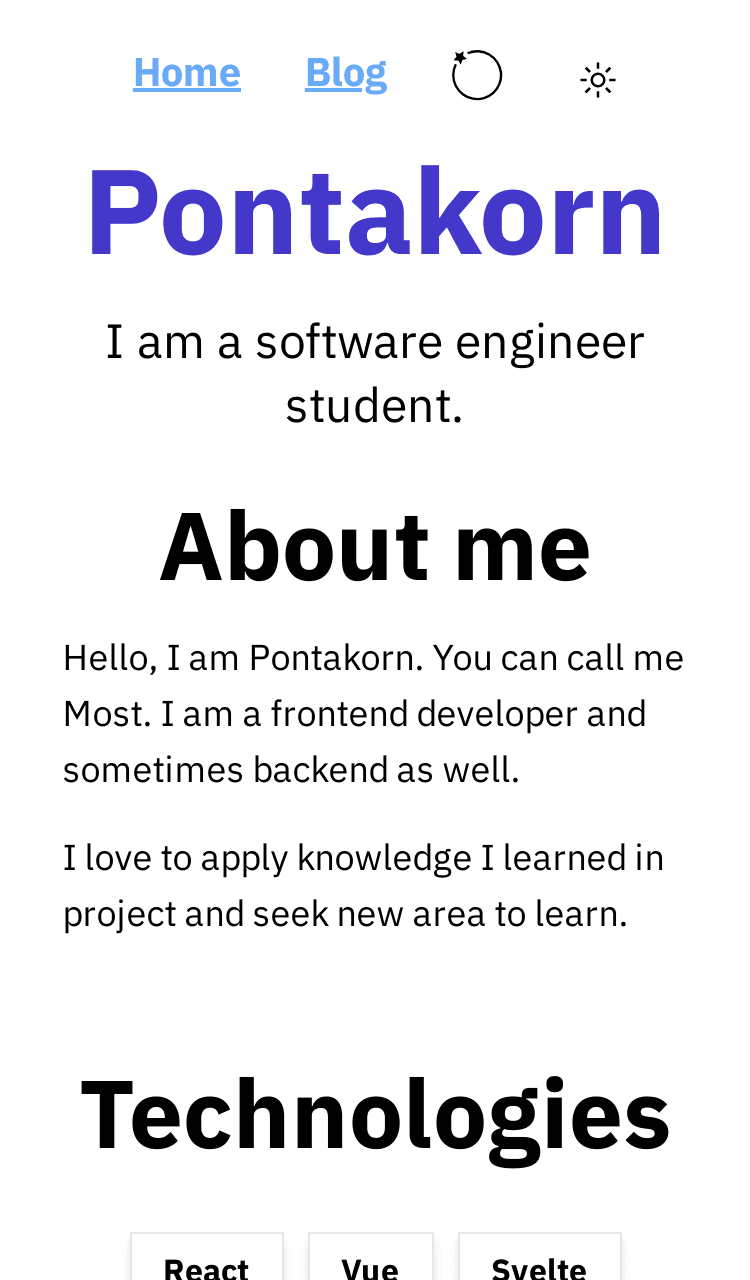 Home Blog
Pontakorn
I am a software engineer
student.
About me
Hello, I am Pontakorn. You can call me
Most. I am a frontend developer and
sometimes backend as well.
I love to apply knowledge I learned in
project and seek new area to learn.
Technologies
React Vue Svelte